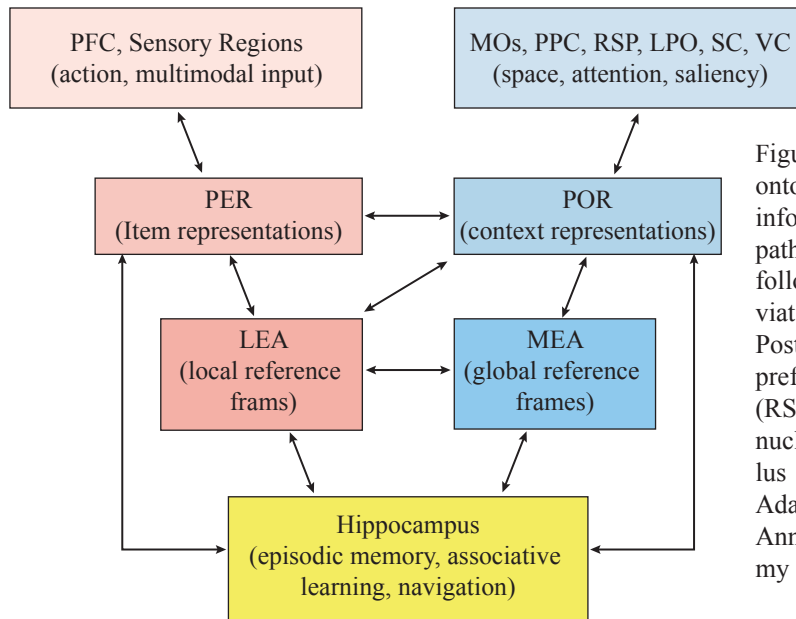 PFC, Sensory Regions
(action, multimodal input)
MOs, PPC, RSP, LPO, SC, VC
(space, attention, saliency)
PER
(Item representations)
POR
(context representations)
LEA
(local reference
frams)
MEA
(global reference
frames)
Hippocampus
(episodic memory, associative
learning, navigation)
Figu
onto
info
path
follo
viat
Post
pref
(RS
nucl
lus
Ada
Ann
my